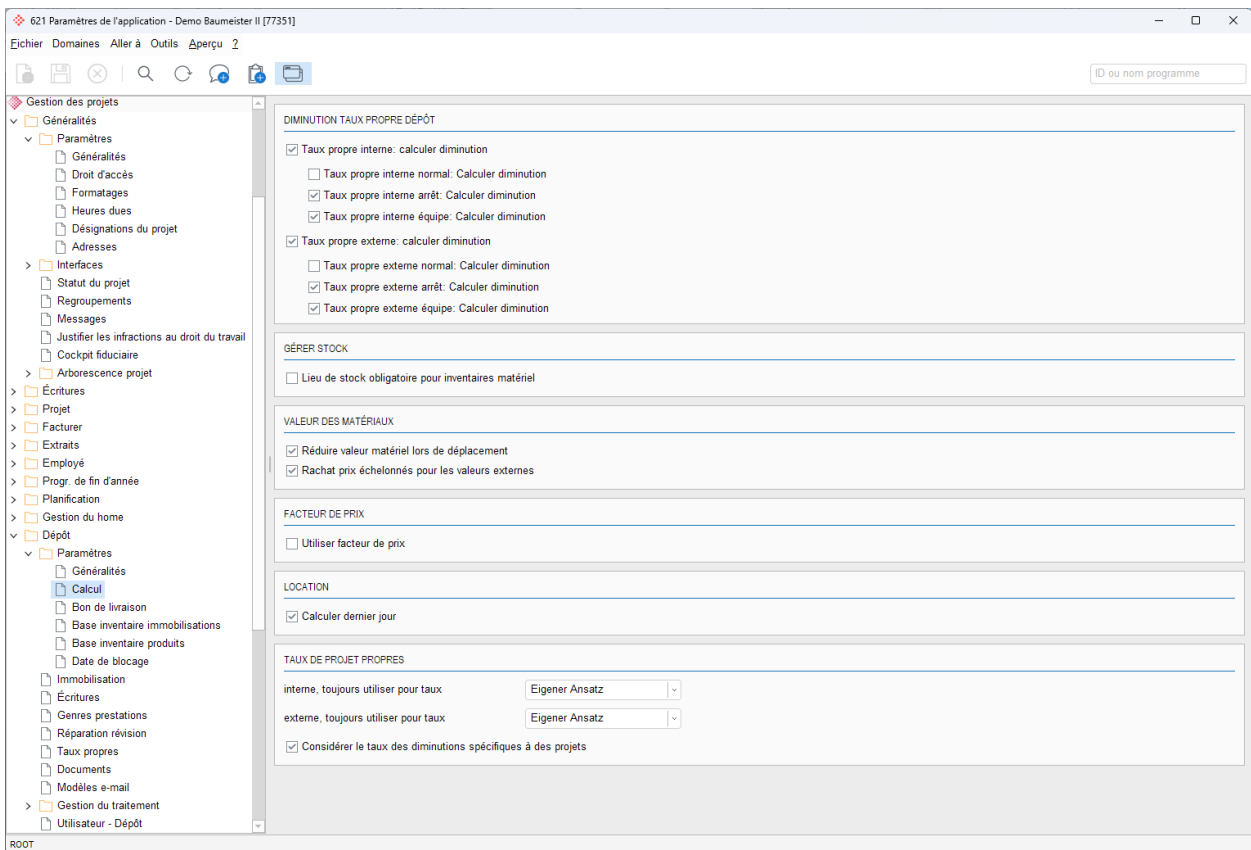 621 Paramètres de l'application - Demo Baumeister II [77351]
Fichier Domaines Aller à Outils Aperçu ?
ID ou nom programme
Gestion des projets
Généralités
Paramètres
Généralités
Droit d'accès
Formatages
Heures dues
Désignations du projet
Adresses
Interfaces
Statut du projet
Regroupements
Messages
Justifier les infractions au droit du travail
Cockpit fiduciaire
Arborescence projet
Écritures
Projet
Facturer
Extraits
Employé
Progr. de fin d'année
Planification
Gestion du home
Dépôt
Paramètres
Généralités
Calcul
Bon de livraison
Base inventaire immobilisations
Base inventaire produits
Date de blocage
Immobilisation
Écritures
Genres prestations
Réparation révision
Taux propres
Documents
Modèles e-mail
Gestion du traitement
Utilisateur - Dépôt
DIMINUTION TAUX PROPRE DÉPÔT
Taux propre interne: calculer diminution
Taux propre interne normal: Calculer diminution
Taux propre interne arrêt: Calculer diminution
Taux propre interne équipe: Calculer diminution
Taux propre externe: calculer diminution
Taux propre externe normal: Calculer diminution
Taux propre externe arrêt: Calculer diminution
Taux propre externe équipe: Calculer diminution
GÉRER STOCK
Lieu de stock obligatoire pour inventaires matériel
VALEUR DES MATÉRIAUX
Réduire valeur matériel lors de déplacement
Rachat prix échelonnés pour les valeurs externes
FACTEUR DE PRIX
Utiliser facteur de prix
LOCATION
Calculer dernier jour
TAUX DE PROJET PROPRES
interne, toujours utiliser pour taux Eigener Ansatz
externe, toujours utiliser pour taux Eigener Ansatz
Considérer le taux des diminutions spécifiques à des projets
ROOT